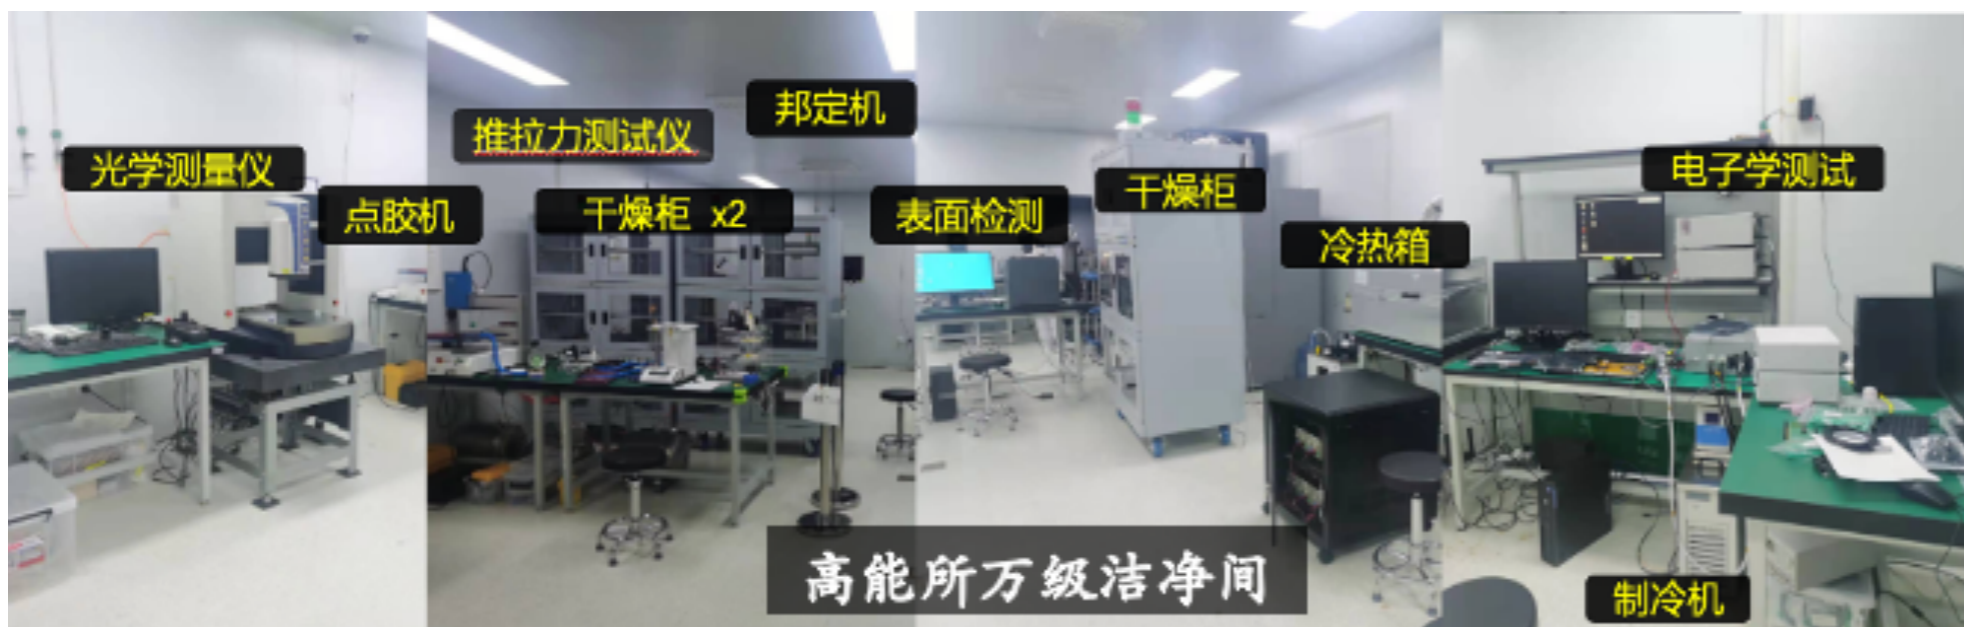 光学测量仪
点胶机
推拉力测试仪
干燥柜 x2
邦定机
表面检测
干燥柜
冷热箱
电子学测试
制冷机
高能所万级洁净间